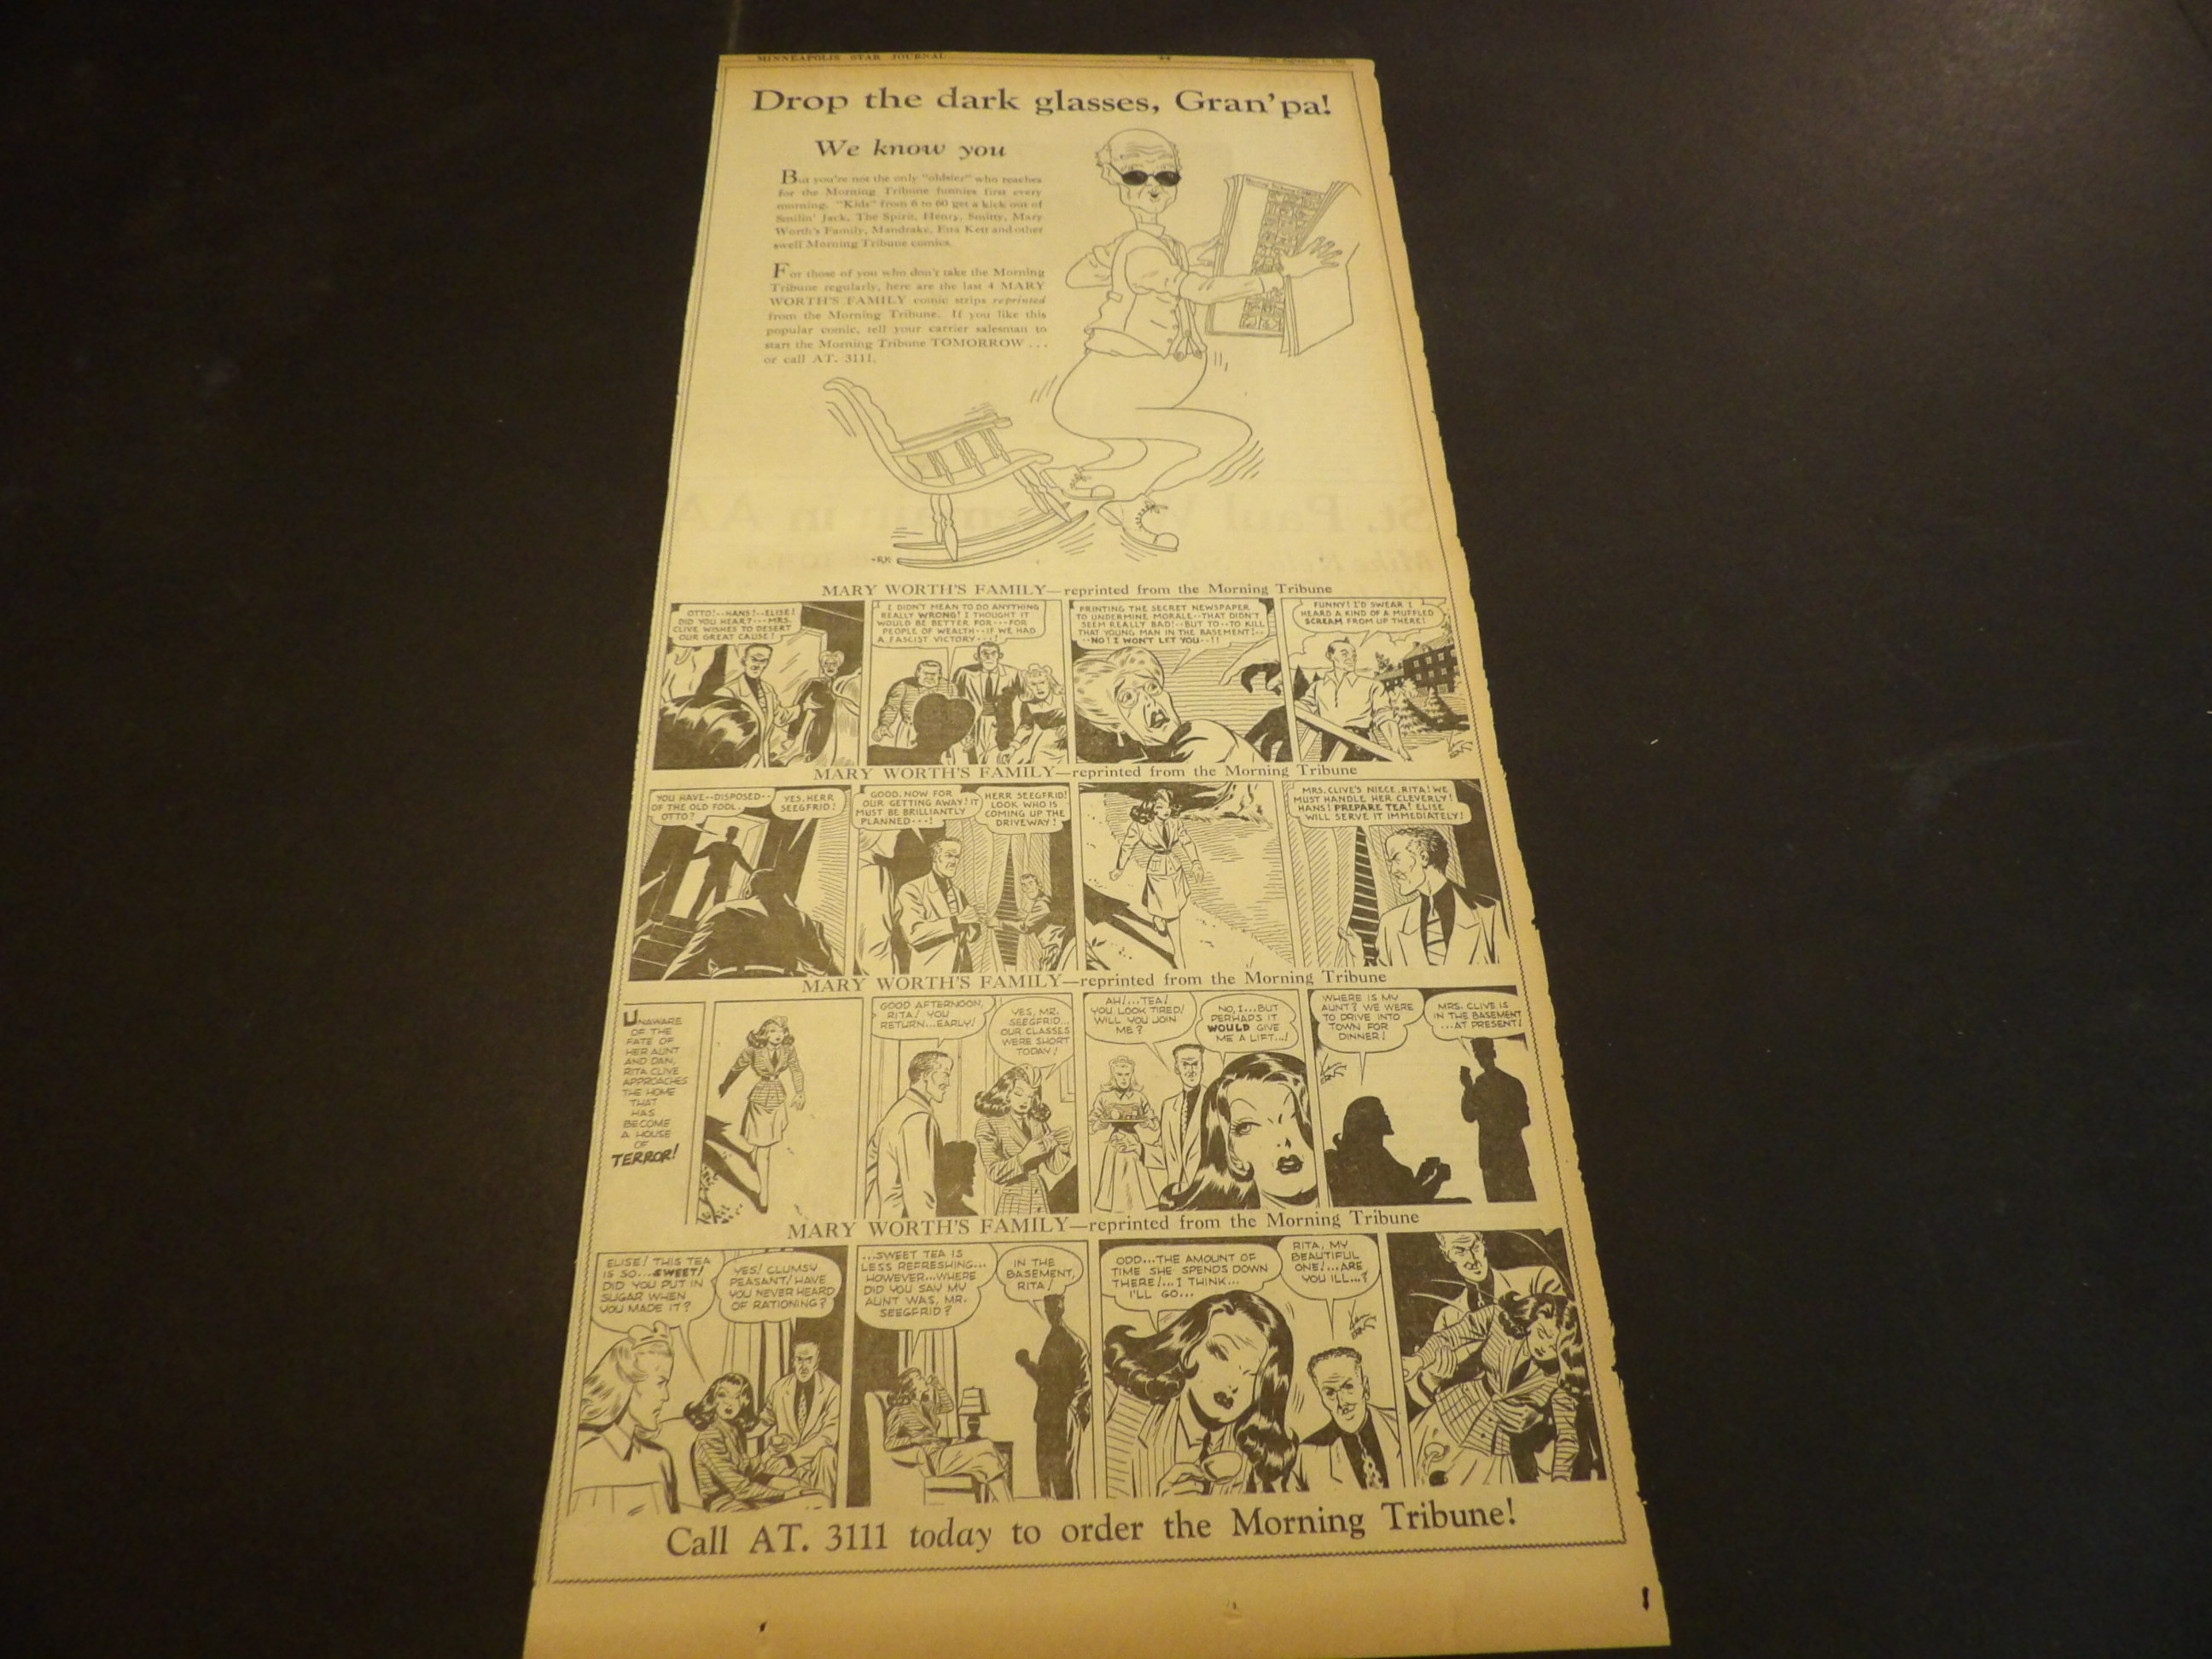 MINNEAPOLIS STAR JOURNAL
Drop the dark glasses, Gran'pa!
We know you
But you're not the only "oldster" who reaches
for the Morning Tribune funnies first every
morning. "Kids" from 6 to 60 get a kick out of
Smilin' Jack, The Spirit, Henry, Smitty, Mary
Worth's Family, Mandrake, Etta Kett and other
swell Morning Tribune comics.
For those of you who don't take the Morning
Tribune regularly, here are the last 4 MARY
WORTH'S FAMILY comic strips reprinted
from the Morning Tribune. If you like this
popular comic, tell your carrier salesman to
start the Morning Tribune TOMORROW ...
or call AT. 3111.
MARY WORTH'S FAMILY—reprinted from the Morning Tribune
OTTO!--HANS!--ELISE!
DID YOU HEAR?---MRS.
CLIVE WISHES TO DESERT
OUR GREAT CAUSE!
I DIDN'T MEAN TO DO ANYTHING
REALLY WRONG! I THOUGHT IT
WOULD BE BETTER FOR---FOR
PEOPLE OF WEALTH--IF WE HAD
A FASCIST VICTORY---!
PRINTING THE SECRET NEWSPAPER
TO UNDERMINE MORALE--THAT DIDN'T
SEEM REALLY BAD!--BUT TO--TO KILL
THAT YOUNG MAN IN THE BASEMENT!--
--NO! I WON'T LET YOU--!!
FUNNY! I'D SWEAR I
HEARD A KIND OF A MUFFLED
SCREAM FROM UP THERE!
MARY WORTH'S FAMILY—reprinted from the Morning Tribune
YOU HAVE--DISPOSED--
OF THE OLD FOOL,
OTTO?
YES, HERR
SEEGFRID!
GOOD. NOW FOR
OUR GETTING AWAY! IT
MUST BE BRILLIANTLY
PLANNED---!
HERR SEEGFRID!
LOOK WHO IS
COMING UP THE
DRIVEWAY!
MRS. CLIVE'S NIECE, RITA! WE
MUST HANDLE HER CLEVERLY!
HANS! PREPARE TEA! ELISE
WILL SERVE IT IMMEDIATELY!
MARY WORTH'S FAMILY—reprinted from the Morning Tribune
UNAWARE
OF THE
FATE OF
HER AUNT
AND DAN,
RITA CLIVE
APPROACHES
THE HOME
THAT
HAS
BECOME
A HOUSE
OF
TERROR!
GOOD AFTERNOON,
RITA! YOU
RETURN...EARLY!
YES, MR.
SEEGFRID...
OUR CLASSES
WERE SHORT
TODAY!
AH!...TEA!
YOU LOOK TIRED!
WILL YOU JOIN
ME?
NO, I...BUT
PERHAPS IT
WOULD GIVE
ME A LIFT...!
WHERE IS MY
AUNT? WE WERE
TO DRIVE INTO
TOWN FOR
DINNER!
MRS. CLIVE IS
IN THE BASEMENT
...AT PRESENT!
MARY WORTH'S FAMILY—reprinted from the Morning Tribune
ELISE! THIS TEA
IS SO...SWEET!
DID YOU PUT IN
SUGAR WHEN
YOU MADE IT?
YES! CLUMSY
PEASANT! HAVE
YOU NEVER HEARD
OF RATIONING?
...SWEET TEA IS
LESS REFRESHING...
HOWEVER...WHERE
DID YOU SAY MY
AUNT WAS, MR.
SEEGFRID?
IN THE
BASEMENT,
RITA!
ODD...THE AMOUNT OF
TIME SHE SPENDS DOWN
THERE!...I THINK...
I'LL GO...
RITA, MY
BEAUTIFUL
ONE!...ARE
YOU ILL...?
Call AT. 3111 today to order the Morning Tribune!